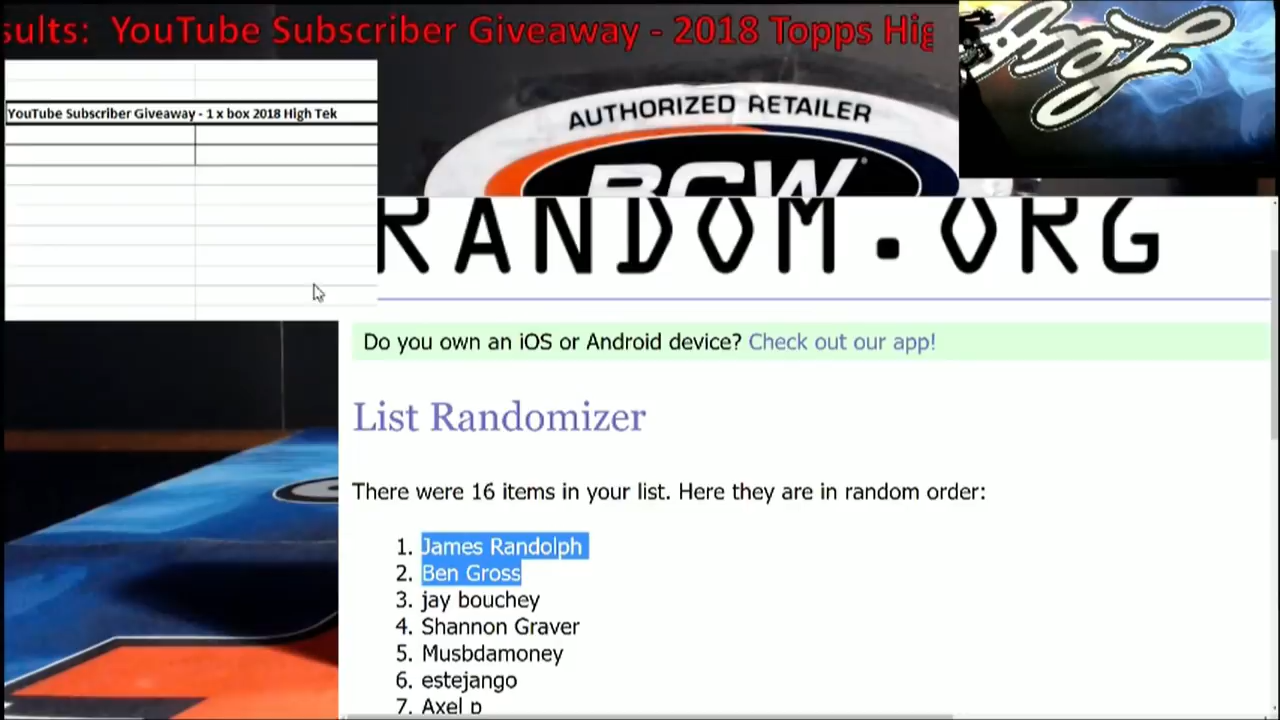 sults: YouTube Subscriber Giveaway - 2018 Topps Hig
YouTube Subscriber Giveaway - 1 x box 2018 High Tek
AUTHORIZED RETAILER
BCW
RANDOM.ORG
Do you own an iOS or Android device? Check out our app!
List Randomizer
There were 16 items in your list. Here they are in random order:
1. James Randolph
2. Ben Gross
3. jay bouchey
4. Shannon Graver
5. Musbdamoney
6. estejango
7. Axel p